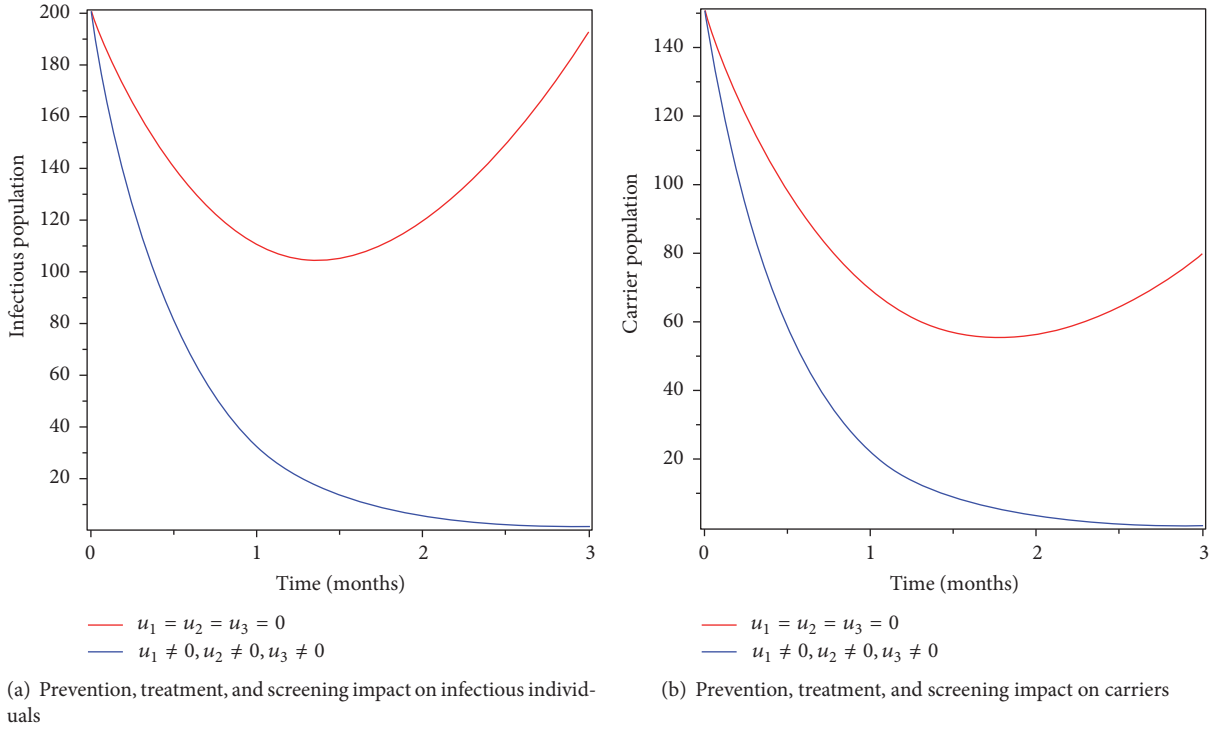 200
180
160
140
120
100
80
60
40
20
Infectious population
0 1 2 3
Time (months)
u₁ = u₂ = u₃ = 0
u₁ ≠ 0, u₂ ≠ 0, u₃ ≠ 0
(a) Prevention, treatment, and screening impact on infectious individ-
uals
140
120
100
80
60
40
20
Carrier population
0 1 2 3
Time (months)
u₁ = u₂ = u₃ = 0
u₁ ≠ 0, u₂ ≠ 0, u₃ ≠ 0
(b) Prevention, treatment, and screening impact on carriers